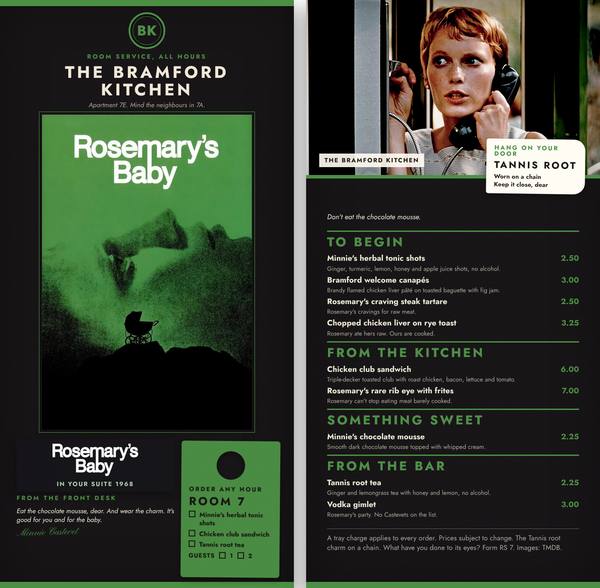 BK
ROOM SERVICE, ALL HOURS
THE BRAMFORD
KITCHEN
Apartment 7E. Mind the neighbours in 7A.
Rosemary's
Baby
Rosemary's
Baby
IN YOUR SUITE 1968
FROM THE FRONT DESK
Eat the chocolate mousse, dear. And wear the charm. It's
good for you and for the baby.
Minnie Castevet
ORDER ANY HOUR
ROOM 7
Minnie's herbal tonic
shots
Chicken club sandwich
Tannis root tea
GUESTS 1 2
THE BRAMFORD KITCHEN
HANG ON YOUR
DOOR
TANNIS ROOT
Worn on a chain
Keep it close, dear
Don't eat the chocolate mousse.
TO BEGIN
Minnie's herbal tonic shots 2.50
Ginger, turmeric, lemon, honey and apple juice shots, no alcohol.
Bramford welcome canapés 3.00
Brandy flamed chicken liver pâté on toasted baguette with fig jam.
Rosemary's craving steak tartare 2.50
Rosemary's cravings for raw meat.
Chopped chicken liver on rye toast 3.25
Rosemary ate hers raw. Ours are cooked.
FROM THE KITCHEN
Chicken club sandwich 6.00
Triple-decker toasted club with roast chicken, bacon, lettuce and tomato.
Rosemary's rare rib eye with frites 7.00
Rosemary can't stop eating meat barely cooked.
SOMETHING SWEET
Minnie's chocolate mousse 2.25
Smooth dark chocolate mousse topped with whipped cream.
FROM THE BAR
Tannis root tea 2.25
Ginger and lemongrass tea with honey and lemon, no alcohol.
Vodka gimlet 3.00
Rosemary's party. No Castevets on the list.
A tray charge applies to every order. Prices subject to change. The Tannis root
charm on a chain. What have you done to its eyes? Form RS 7. Images: TMDB.